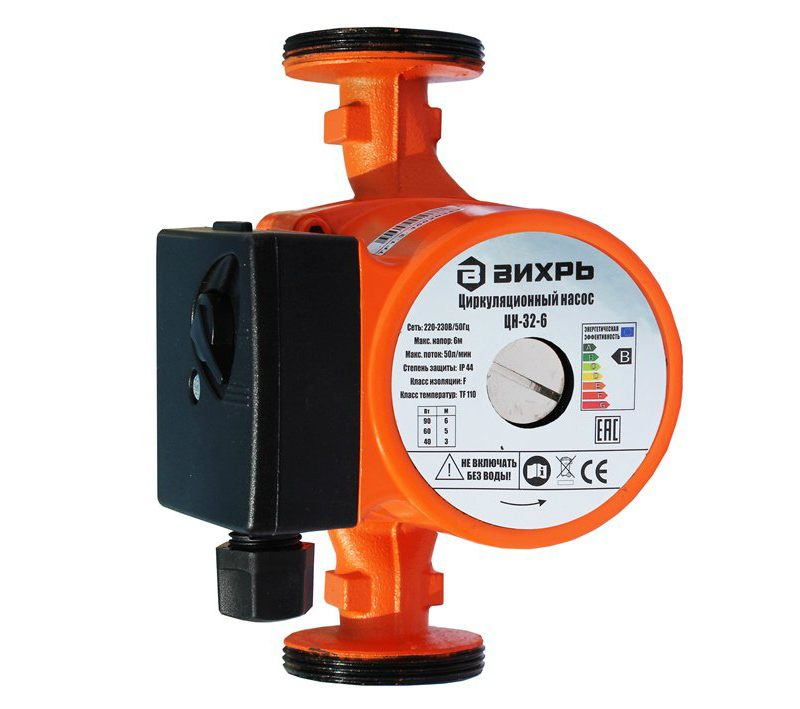 ВИХРЬ
Циркуляционный насос
ЦН-32-6
Сеть: 220-230В/50Гц
Макс. напор: 6м
Макс. поток: 50л/мин
Степень защиты: IP 44
Класс изоляции: F
Класс температур: TF 110
ЭНЕРГЕТИЧЕСКАЯ
ЭФФЕКТИВНОСТЬ
A
B
C
D
E
F
G
B
Вт М
90 6
60 5
40 3
EAC
НЕ ВКЛЮЧАТЬ
БЕЗ ВОДЫ!
CE